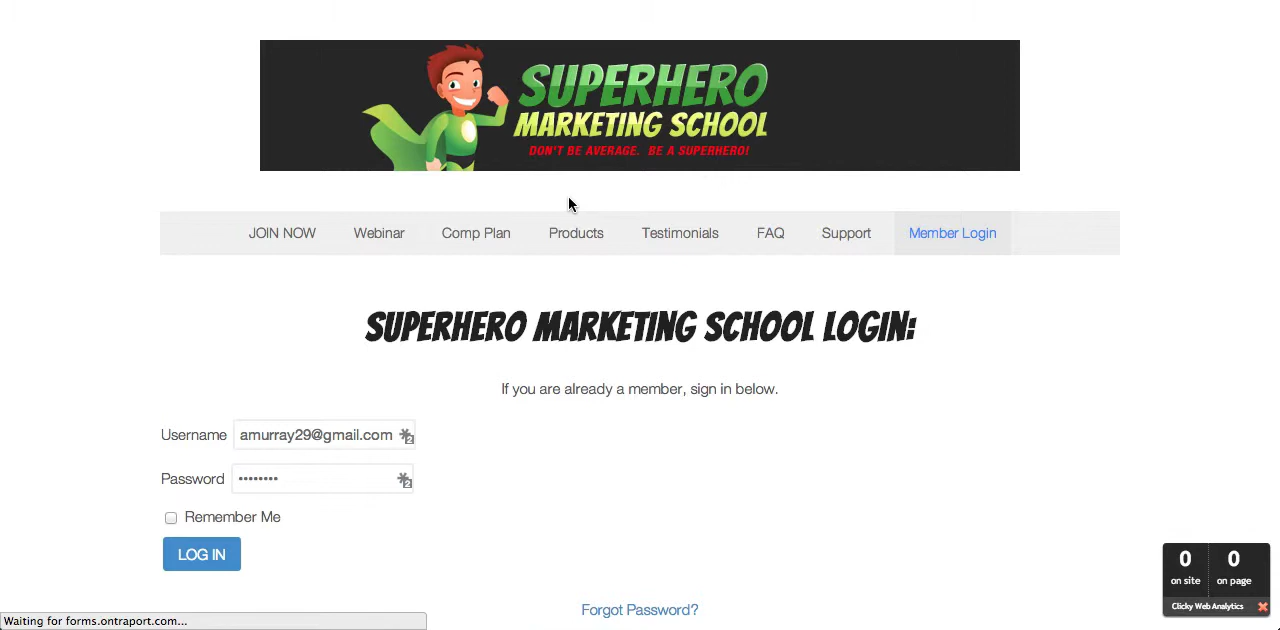 SUPERHERO
MARKETING SCHOOL
DON'T BE AVERAGE. BE A SUPERHERO!
JOIN NOW Webinar Comp Plan Products Testimonials FAQ Support Member Login
SUPERHERO MARKETING SCHOOL LOGIN:
If you are already a member, sign in below.
Username amurray29@gmail.com
Password ••••••••
Remember Me
LOG IN
Forgot Password?
0 0
on site on page
Clicky Web Analytics
Waiting for forms.ontraport.com...